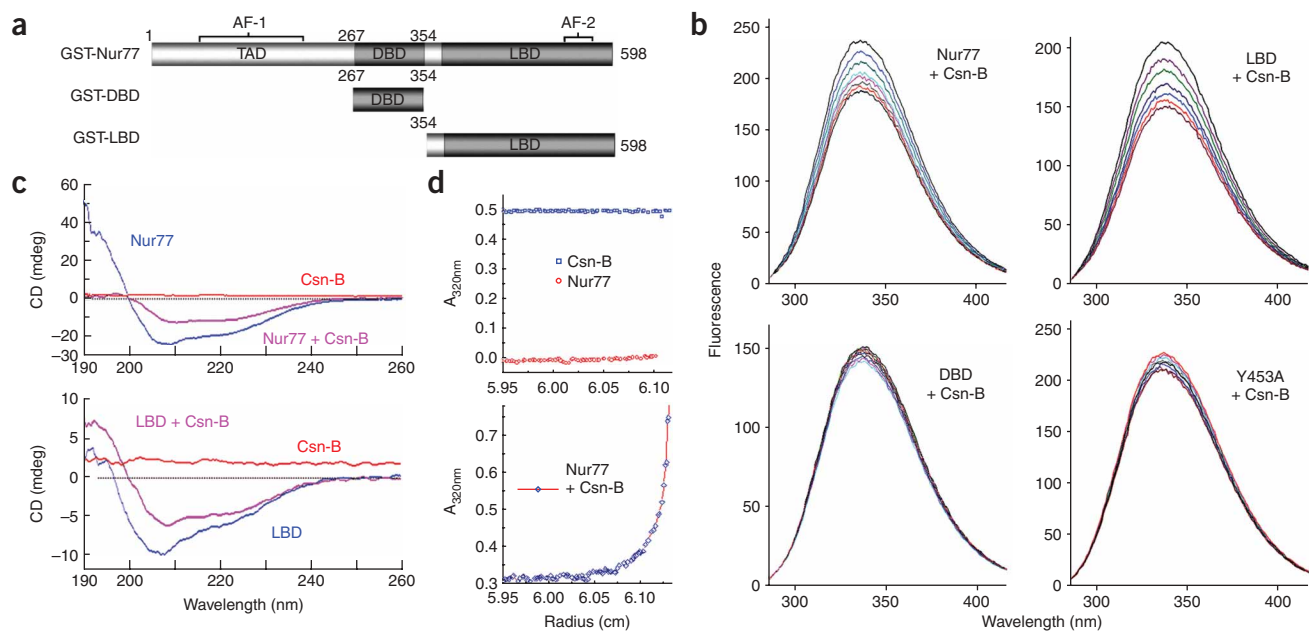 a
1 AF-1 267 354 AF-2
GST-Nur77 TAD DBD LBD 598
267 354
GST-DBD DBD
354
GST-LBD LBD 598
b
Nur77
+ Csn-B
250
200
150
100
50
0
300 350 400
LBD
+ Csn-B
200
150
100
50
0
300 350 400
Fluorescence
DBD
+ Csn-B
150
100
50
0
300 350 400
Y453A
+ Csn-B
250
200
150
100
50
0
300 350 400
Wavelength (nm)
c
CD (mdeg)
60
50
40
20
0
–20
–30
190 200 220 240 260
Nur77
Csn-B
Nur77 + Csn-B
CD (mdeg)
10
5
0
–5
–10
190 200 220 240 260
LBD + Csn-B
Csn-B
LBD
Wavelength (nm)
d
A320nm
0.5
0.4
0.3
0.2
0.1
0.0
5.95 6.00 6.05 6.10
Csn-B
Nur77
A320nm
0.7
0.6
0.5
0.4
0.3
5.95 6.00 6.05 6.10
Nur77
+ Csn-B
Radius (cm)